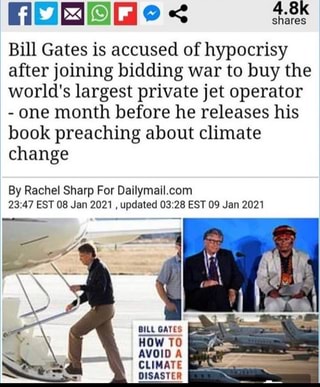 4.8k
shares
Bill Gates is accused of hypocrisy
after joining bidding war to buy the
world's largest private jet operator
- one month before he releases his
book preaching about climate
change
By Rachel Sharp For Dailymail.com
23:47 EST 08 Jan 2021 , updated 03:28 EST 09 Jan 2021
BILL GATES
HOW TO
AVOID A
CLIMATE
DISASTER